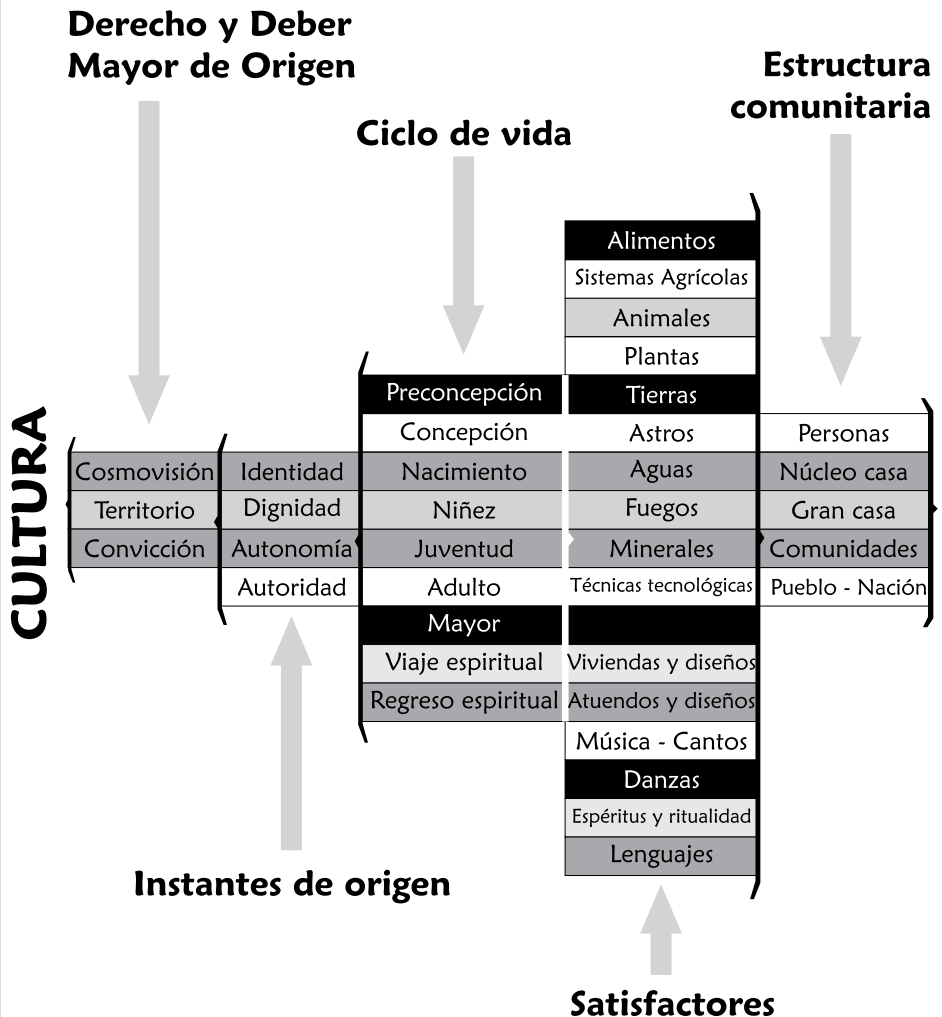 Derecho y Deber
Mayor de Origen
Estructura
comunitaria
Ciclo de vida
CULTURA
Cosmovisión
Territorio
Convicción
Identidad
Dignidad
Autonomía
Autoridad
Preconcepción
Concepción
Nacimiento
Niñez
Juventud
Adulto
Mayor
Viaje espiritual
Regreso espiritual
Alimentos
Sistemas Agrícolas
Animales
Plantas
Tierras
Astros
Aguas
Fuegos
Minerales
Técnicas tecnológicas
Viviendas y diseños
Atuendos y diseños
Música - Cantos
Danzas
Espéritus y ritualidad
Lenguajes
Personas
Núcleo casa
Gran casa
Comunidades
Pueblo - Nación
Instantes de origen
Satisfactores